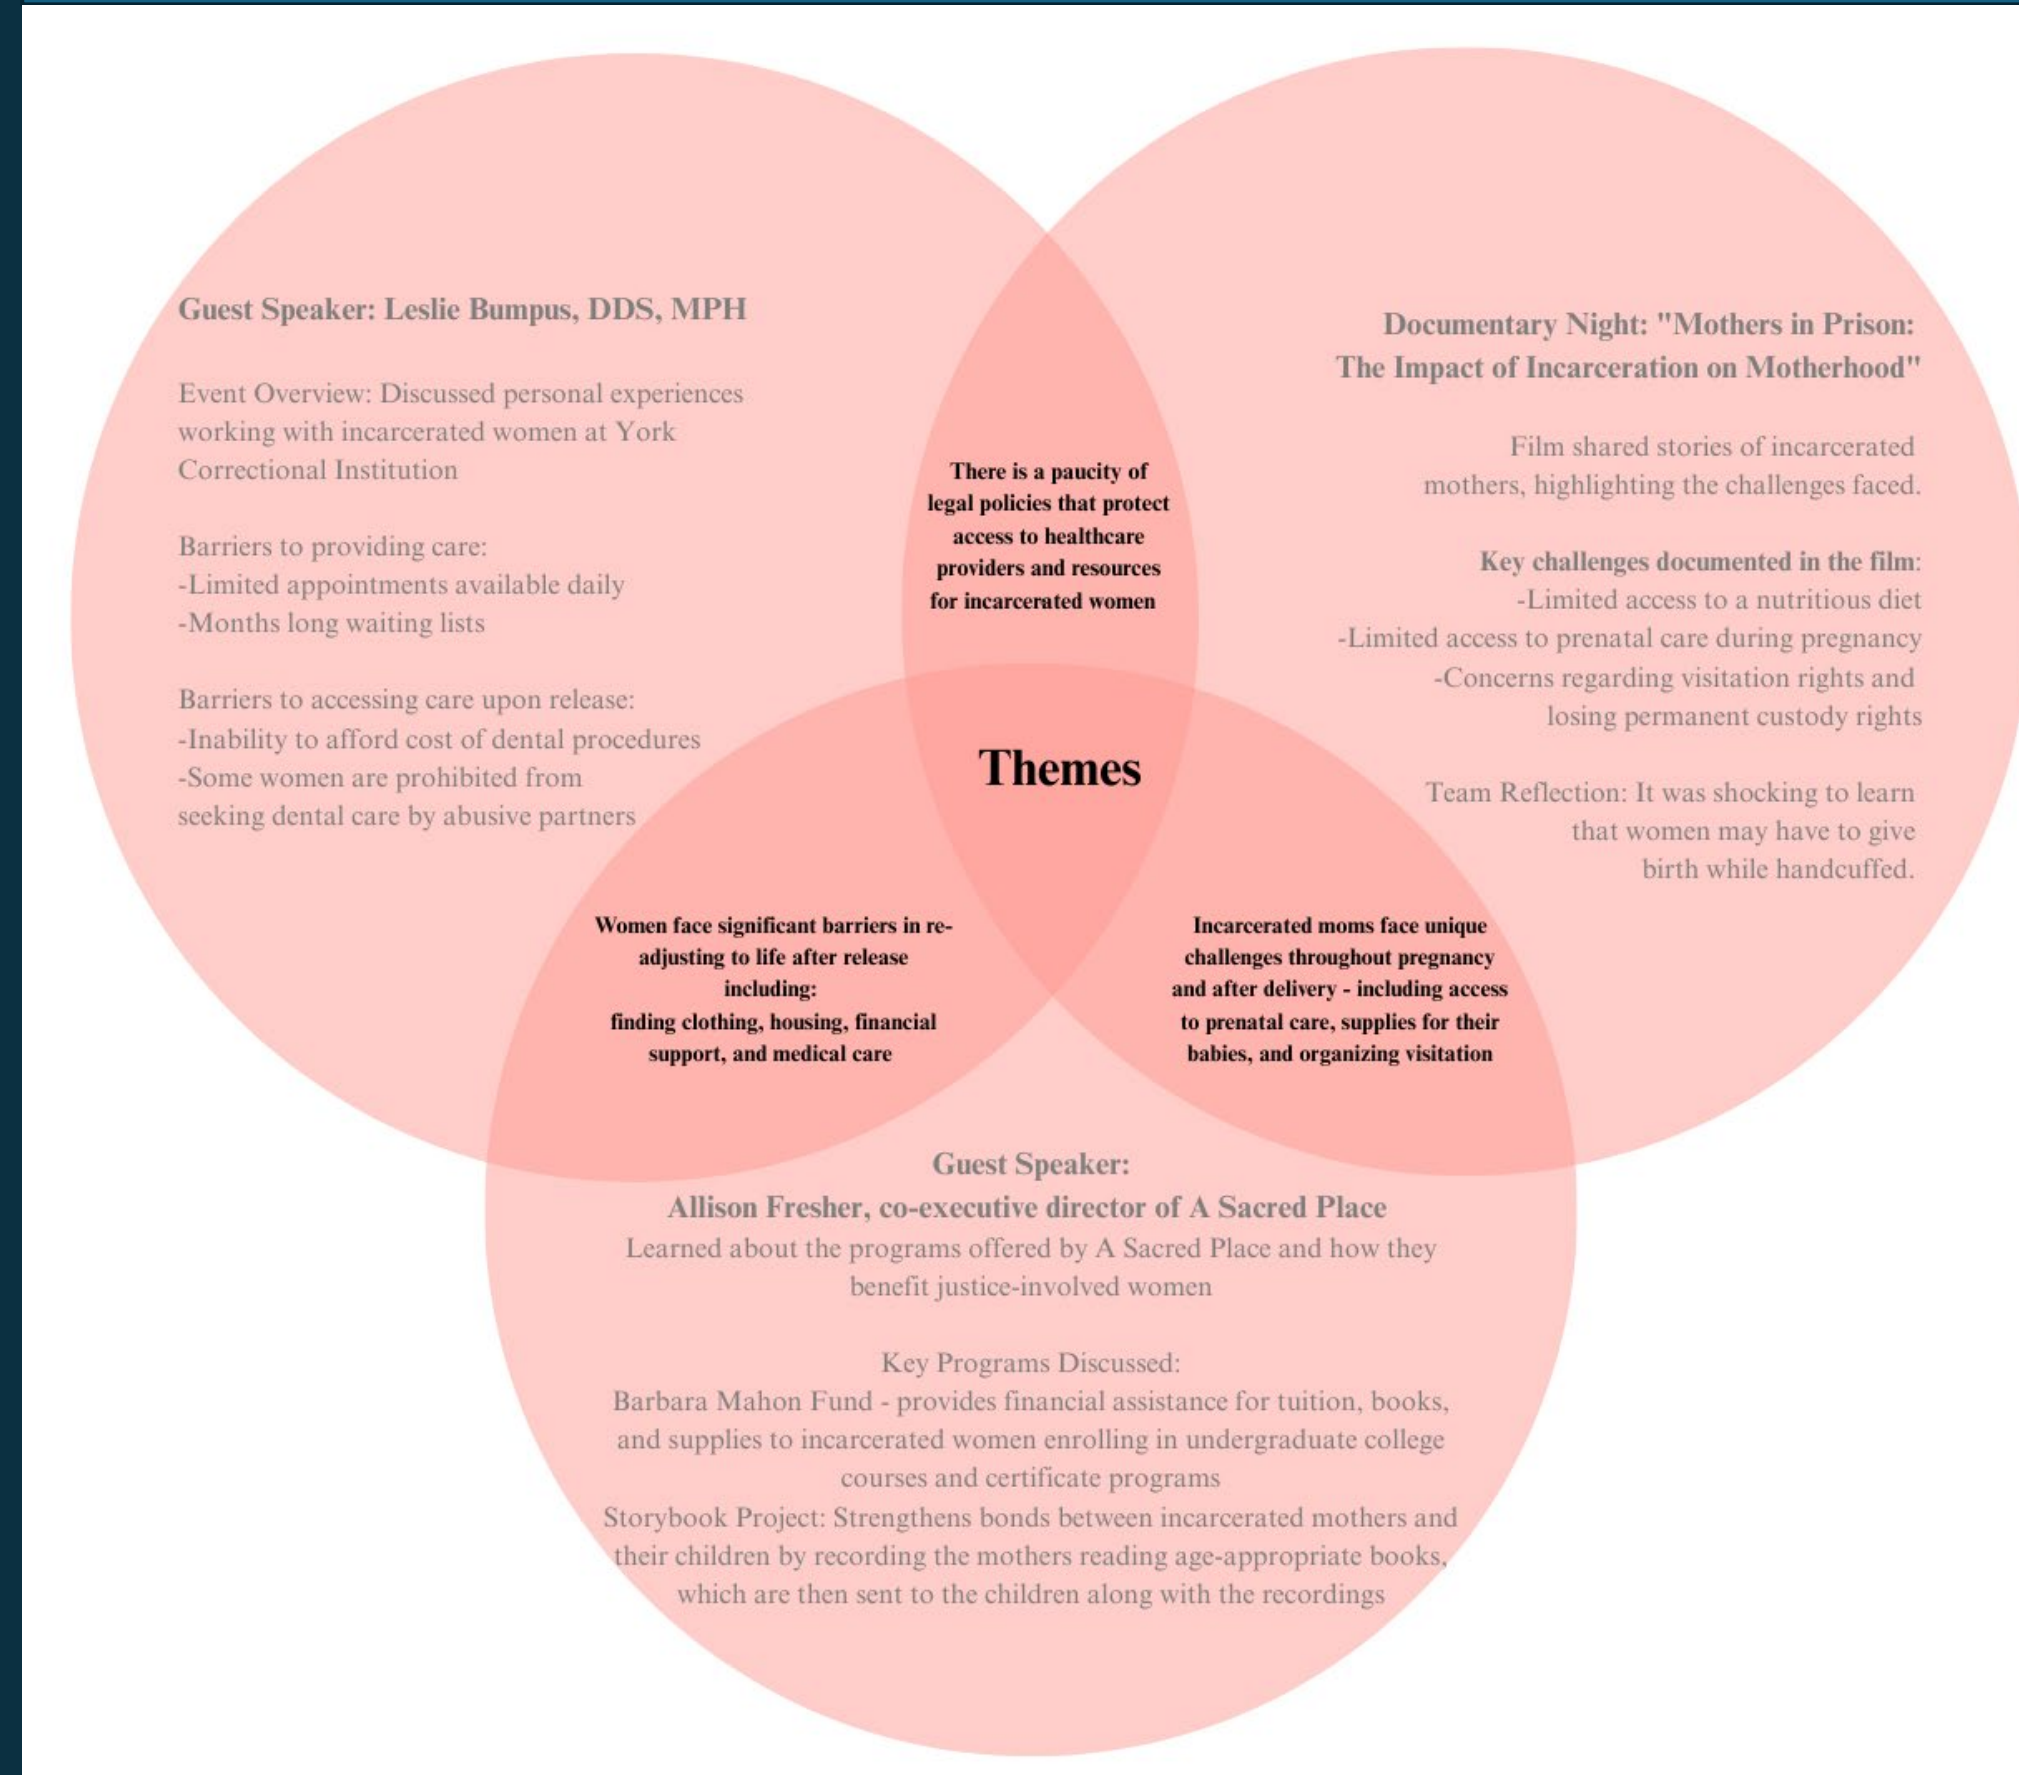 Guest Speaker: Leslie Bumpus, DDS, MPH
Event Overview: Discussed personal experiences
working with incarcerated women at York
Correctional Institution
Barriers to providing care:
-Limited appointments available daily
-Months long waiting lists
Barriers to accessing care upon release:
-Inability to afford cost of dental procedures
-Some women are prohibited from
seeking dental care by abusive partners
There is a paucity of
legal policies that protect
access to healthcare
providers and resources
for incarcerated women
Documentary Night: "Mothers in Prison:
The Impact of Incarceration on Motherhood"
Film shared stories of incarcerated
mothers, highlighting the challenges faced.
Key challenges documented in the film:
-Limited access to a nutritious diet
-Limited access to prenatal care during pregnancy
-Concerns regarding visitation rights and
losing permanent custody rights
Team Reflection: It was shocking to learn
that women may have to give
birth while handcuffed.
Themes
Women face significant barriers in re-
adjusting to life after release
including:
finding clothing, housing, financial
support, and medical care
Incarcerated moms face unique
challenges throughout pregnancy
and after delivery - including access
to prenatal care, supplies for their
babies, and organizing visitation
Guest Speaker:
Allison Fresher, co-executive director of A Sacred Place
Learned about the programs offered by A Sacred Place and how they
benefit justice-involved women
Key Programs Discussed:
Barbara Mahon Fund - provides financial assistance for tuition, books,
and supplies to incarcerated women enrolling in undergraduate college
courses and certificate programs
Storybook Project: Strengthens bonds between incarcerated mothers and
their children by recording the mothers reading age-appropriate books,
which are then sent to the children along with the recordings